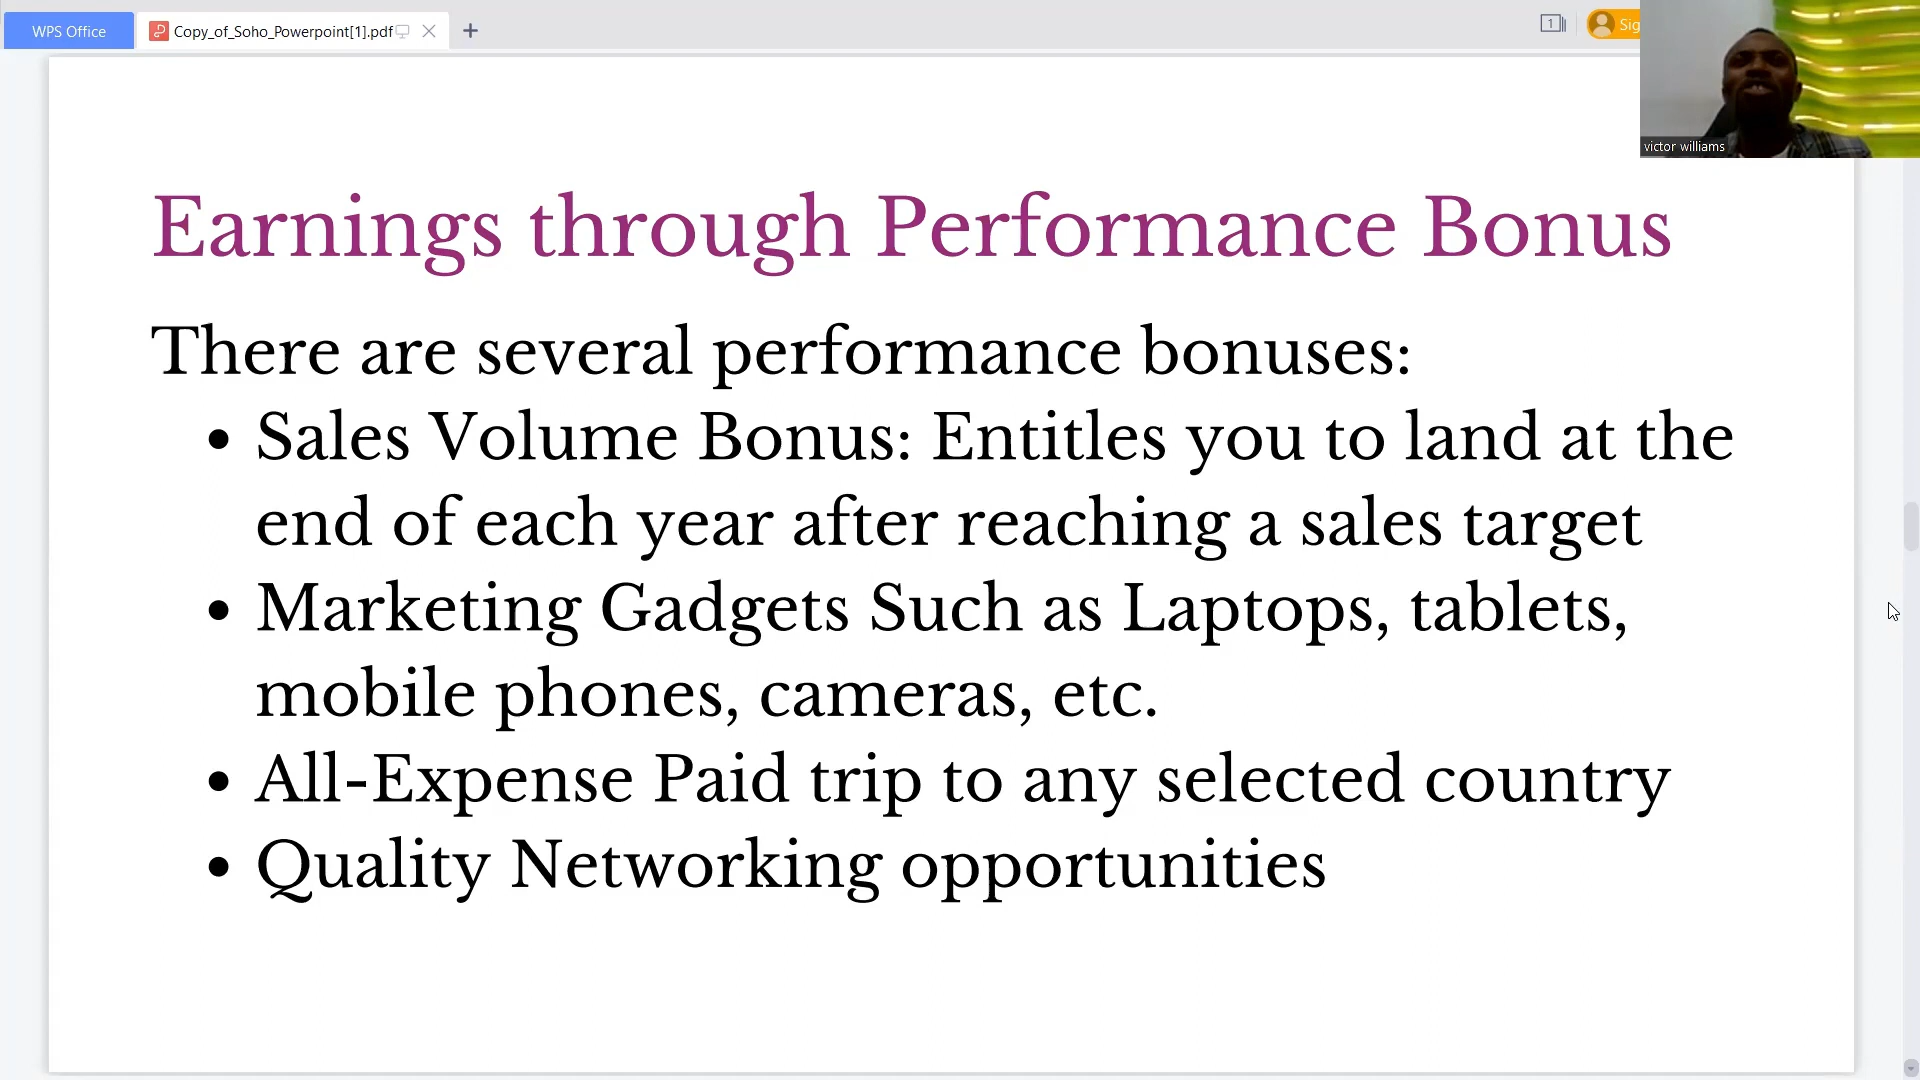 WPS Office
Copy_of_Soho_Powerpoint[1].pdf
1
victor williams
Earnings through Performance Bonus
There are several performance bonuses:
• Sales Volume Bonus: Entitles you to land at the
end of each year after reaching a sales target
• Marketing Gadgets Such as Laptops, tablets,
mobile phones, cameras, etc.
• All-Expense Paid trip to any selected country
• Quality Networking opportunities